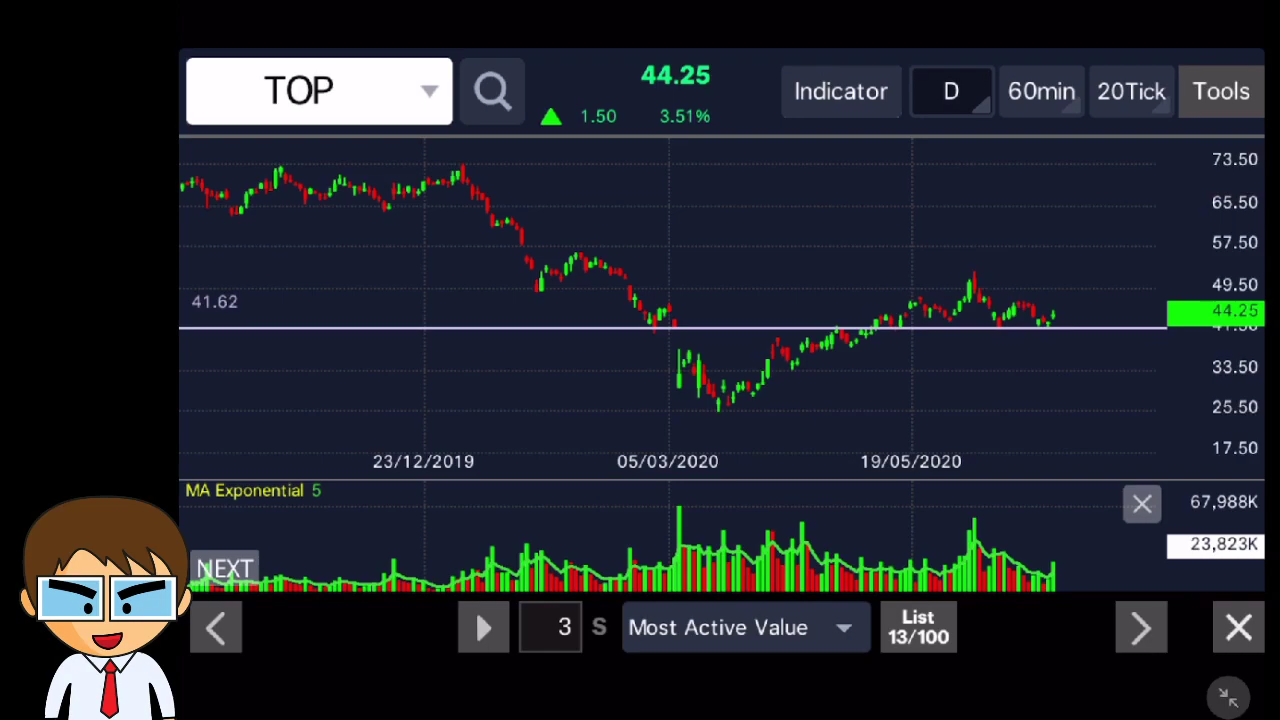 TOP
44.25
1.50 3.51%
Indicator D 60min 20Tick Tools
73.50
65.50
57.50
49.50
41.62
44.25
41.50
33.50
25.50
17.50
23/12/2019 05/03/2020 19/05/2020
MA Exponential 5
67,988K
23,823K
NEXT
3 S Most Active Value List
13/100